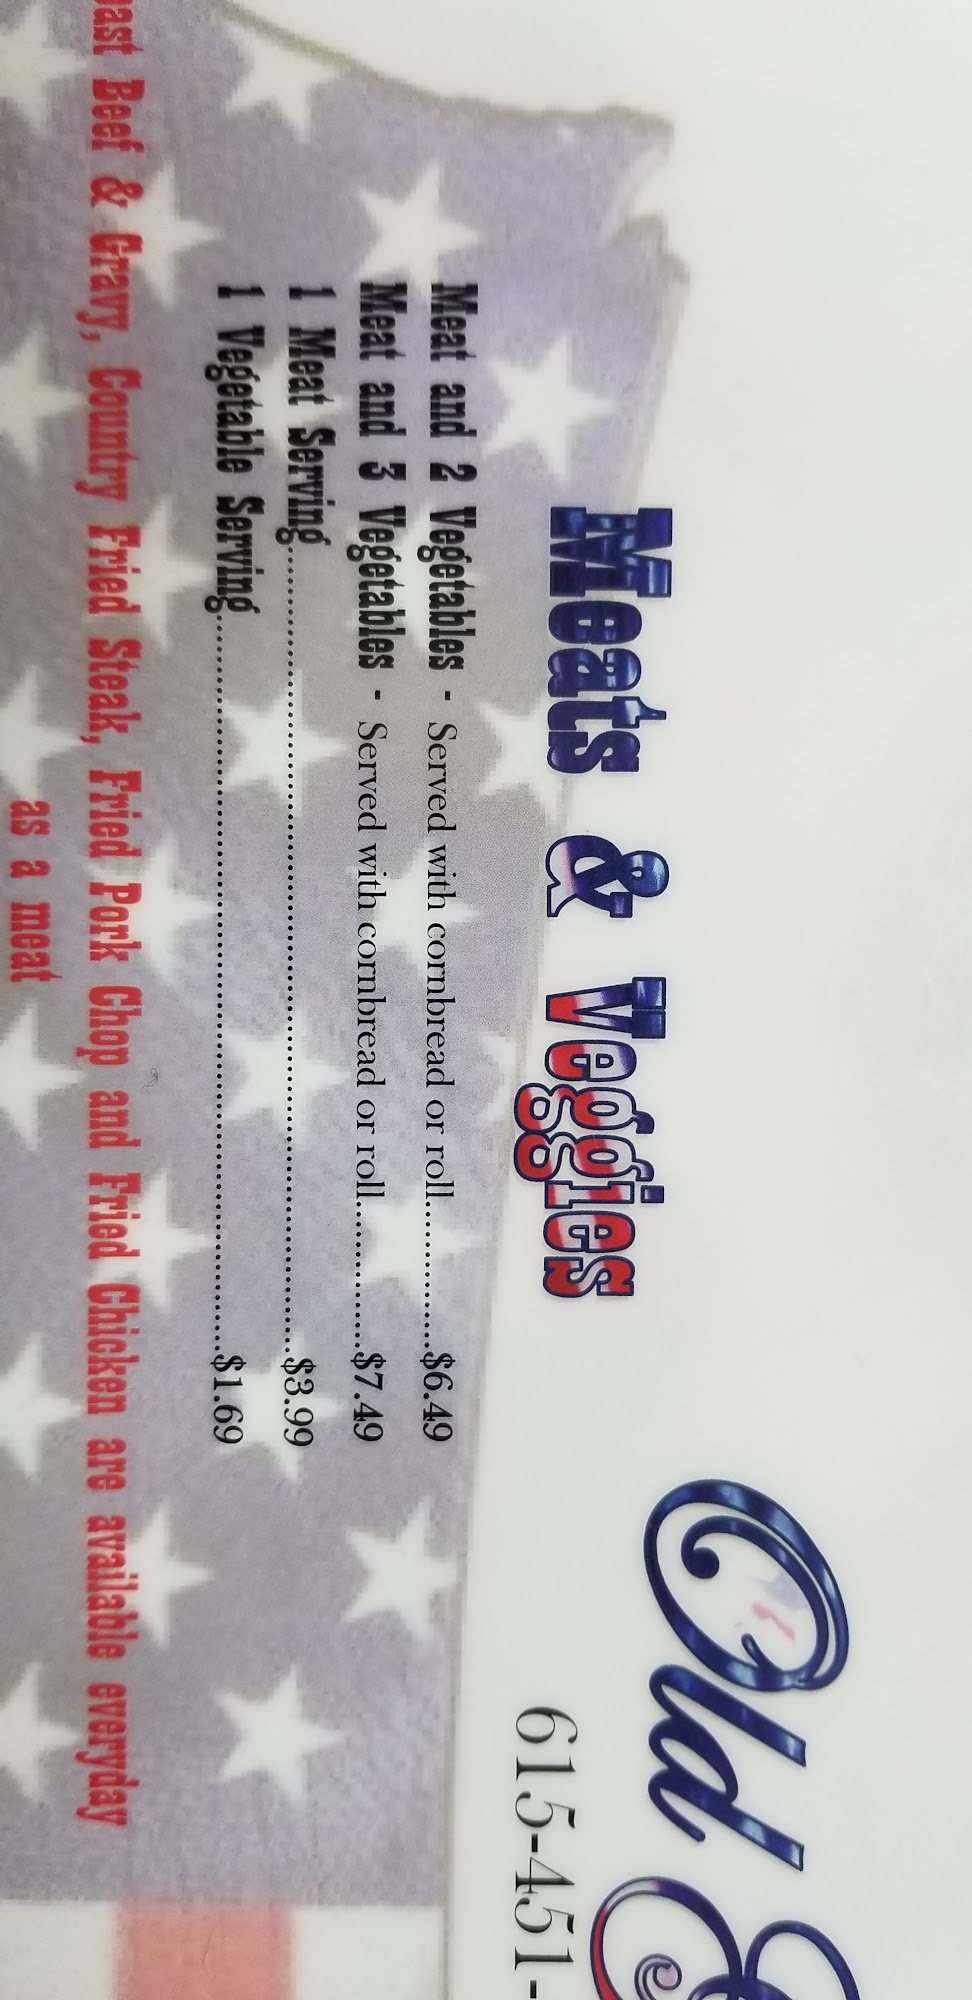 Old
615-451-
Meats & Veggies
Meat and 2 Vegetables - Served with cornbread or roll............$6.49
Meat and 3 Vegetables - Served with cornbread or roll............$7.49
1 Meat Serving................................................................$3.99
1 Vegetable Serving................................................................$1.69
Beef & Gravy, Country Fried Steak, Fried Pork Chop and Fried Chicken are available everyday
as a meat